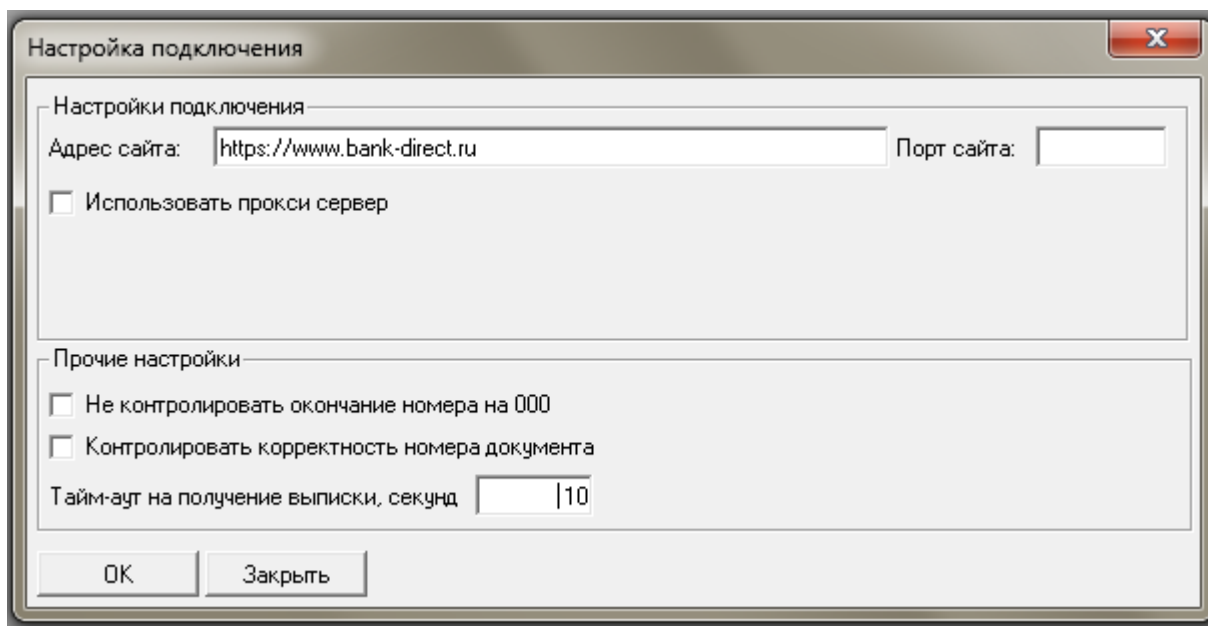 Настройка подключения
Настройки подключения
Адрес сайта: https://www.bank-direct.ru Порт сайта:
Использовать прокси сервер
Прочие настройки
Не контролировать окончание номера на 000
Контролировать корректность номера документа
Тайм-аут на получение выписки, секунд 10
OK Закрыть